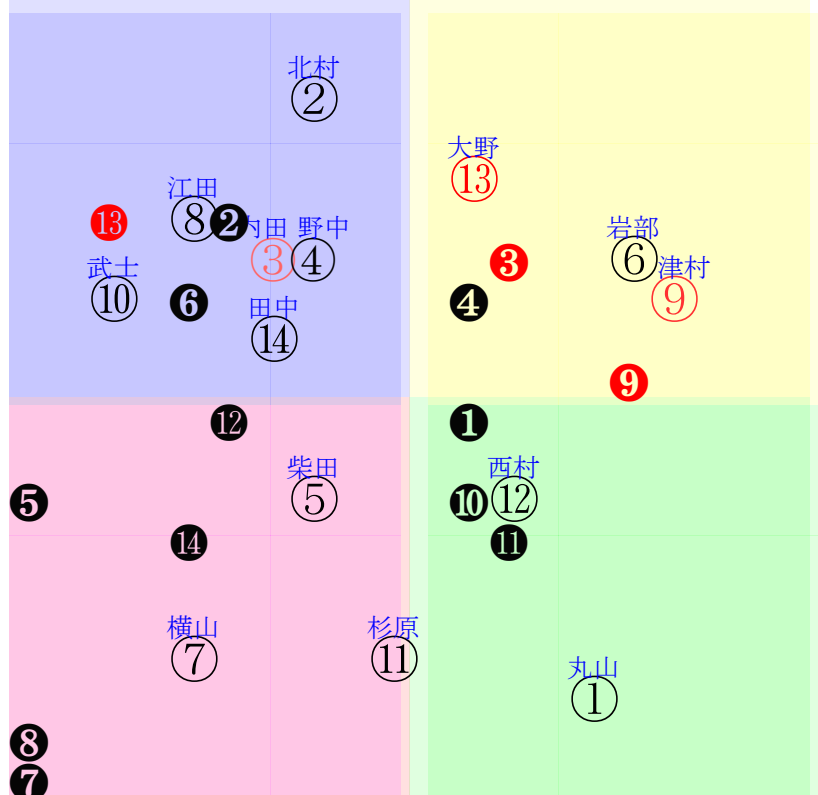 北村
②
大野
⑬
江田
⑧
⓭
❷
内田
③
野中
④
岩部
⑥
❸
武士
⑩
津村
⑨
❻
❹
田中
⑭
❾
⓬
❶
柴田
⑤
西村
⑫
❺
❿
⓮
⓫
横山
⑦
杉原
⑪
丸山
①
❽
❼